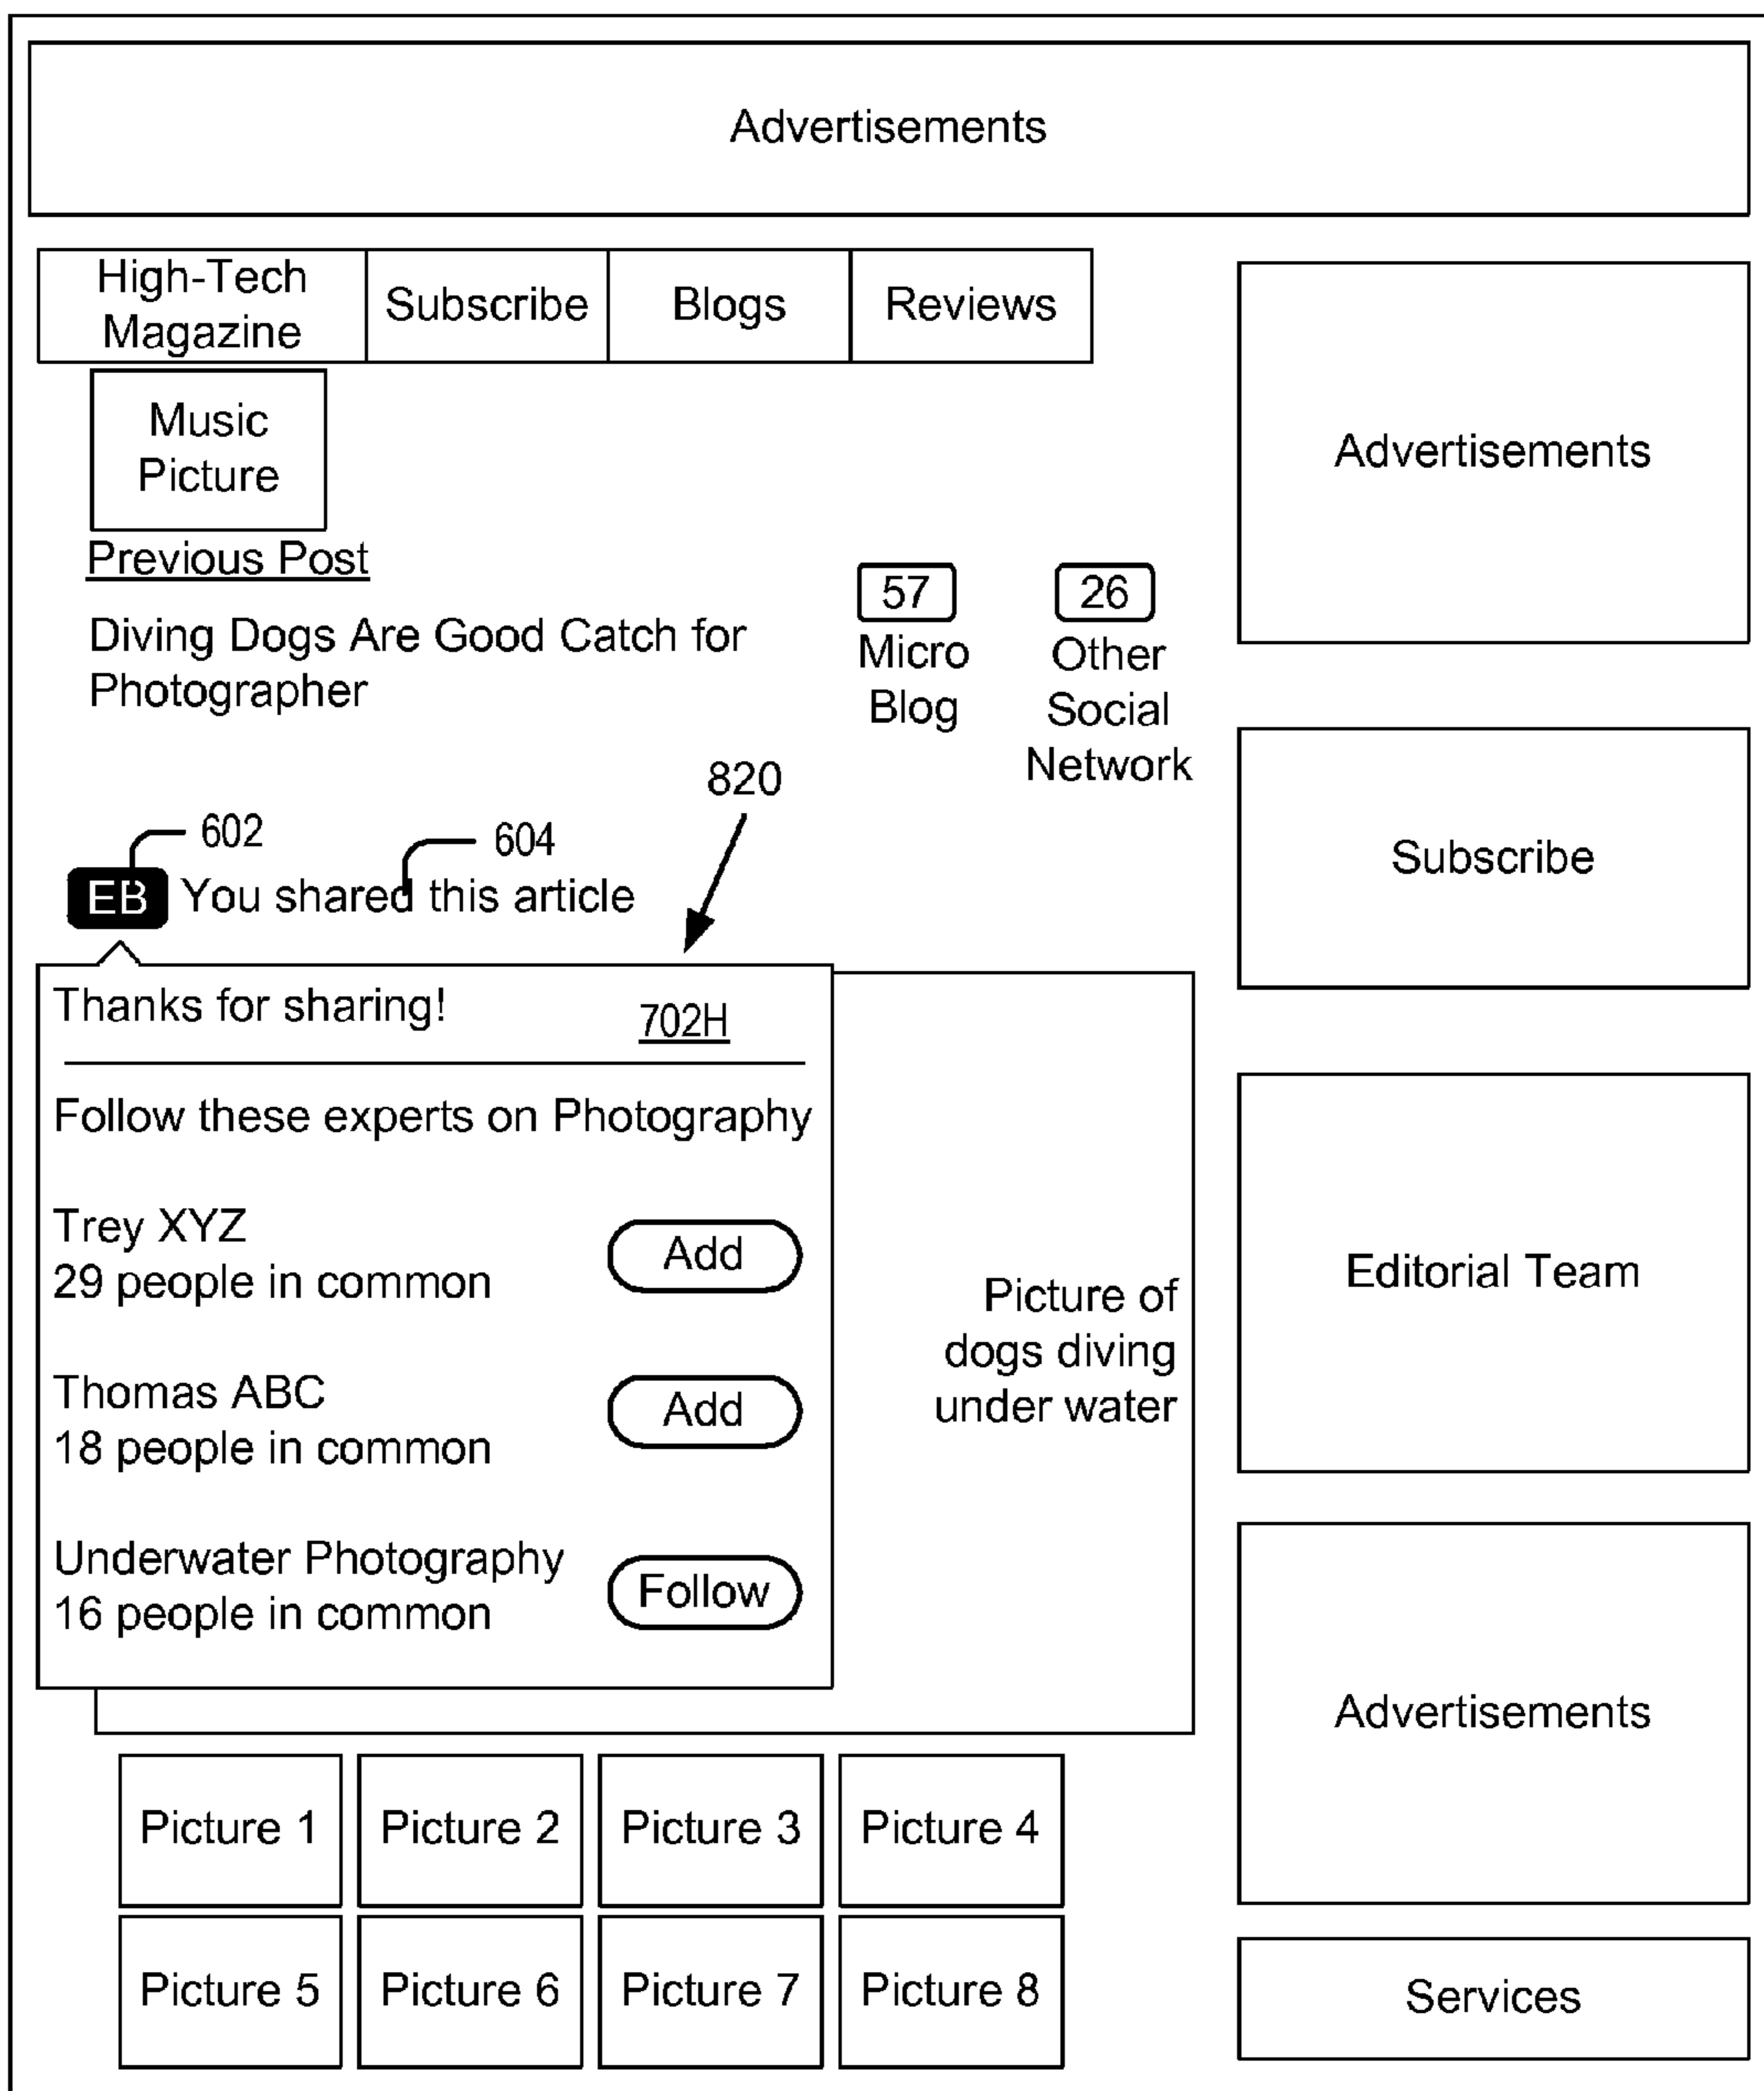 Advertisements
High-Tech
Magazine
Subscribe
Blogs
Reviews
Music
Picture
Previous Post
Diving Dogs Are Good Catch for
Photographer
57
Micro
Blog
26
Other
Social
Network
820
602
604
EB
You shared this article
Thanks for sharing!
702H
Follow these experts on Photography
Trey XYZ
29 people in common
Add
Thomas ABC
18 people in common
Add
Underwater Photography
16 people in common
Follow
Picture of
dogs diving
under water
Picture 1
Picture 2
Picture 3
Picture 4
Picture 5
Picture 6
Picture 7
Picture 8
Advertisements
Subscribe
Editorial Team
Advertisements
Services